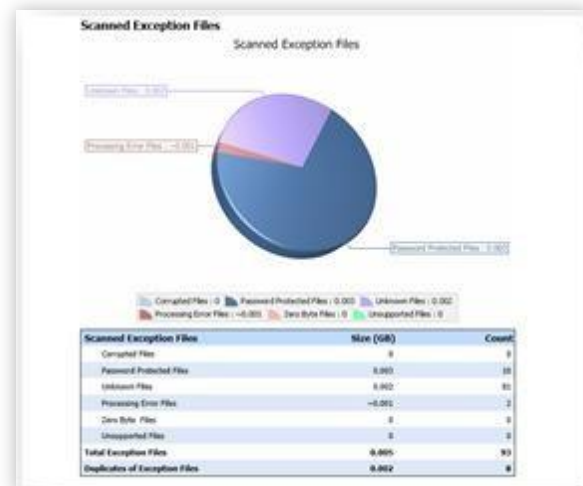 Scanned Exception Files
Scanned Exception Files
Unknown Files : 0.002
Processing Error Files : ~0.001
Password Protected Files : 0.003
Corrupted Files : 0 Password Protected Files : 0.003 Unknown Files : 0.002
Processing Error Files : ~0.001 Zero Byte Files : 0 Unsupported Files : 0
Scanned Exception Files Size (GB) Count
Corrupted Files 0 0
Password Protected Files 0.003 10
Unknown Files 0.002 81
Processing Error Files ~0.001 2
Zero Byte Files 0 0
Unsupported Files 0 0
Total Exception Files 0.005 93
Duplicates of Exception Files 0.002 8